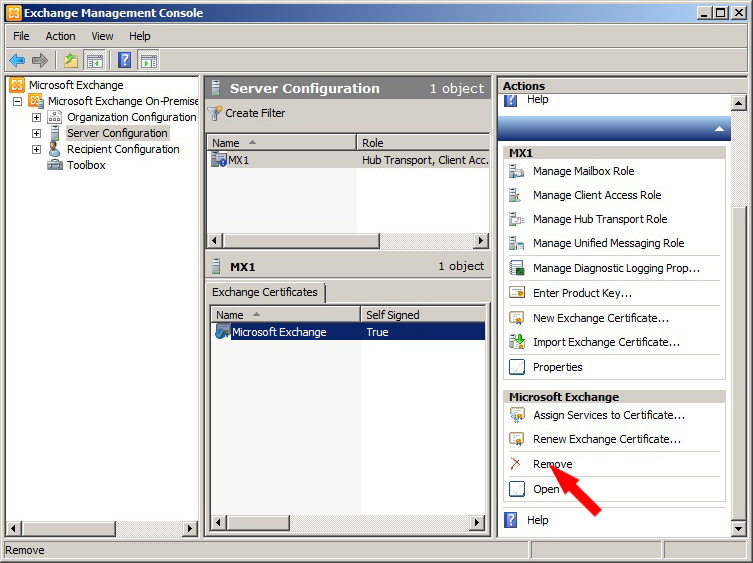 Exchange Management Console
File Action View Help
Microsoft Exchange
Microsoft Exchange On-Premise
Organization Configuration
Server Configuration
Recipient Configuration
Toolbox
Server Configuration 1 object
Create Filter
Name Role
MX1 Hub Transport, Client Acc.
MX1 1 object
Exchange Certificates
Name Self Signed
Microsoft Exchange True
Actions
Help
MX1
Manage Mailbox Role
Manage Client Access Role
Manage Hub Transport Role
Manage Unified Messaging Role
Manage Diagnostic Logging Prop...
Enter Product Key...
New Exchange Certificate...
Import Exchange Certificate...
Properties
Microsoft Exchange
Assign Services to Certificate...
Renew Exchange Certificate...
Remove
Open
Help
Remove